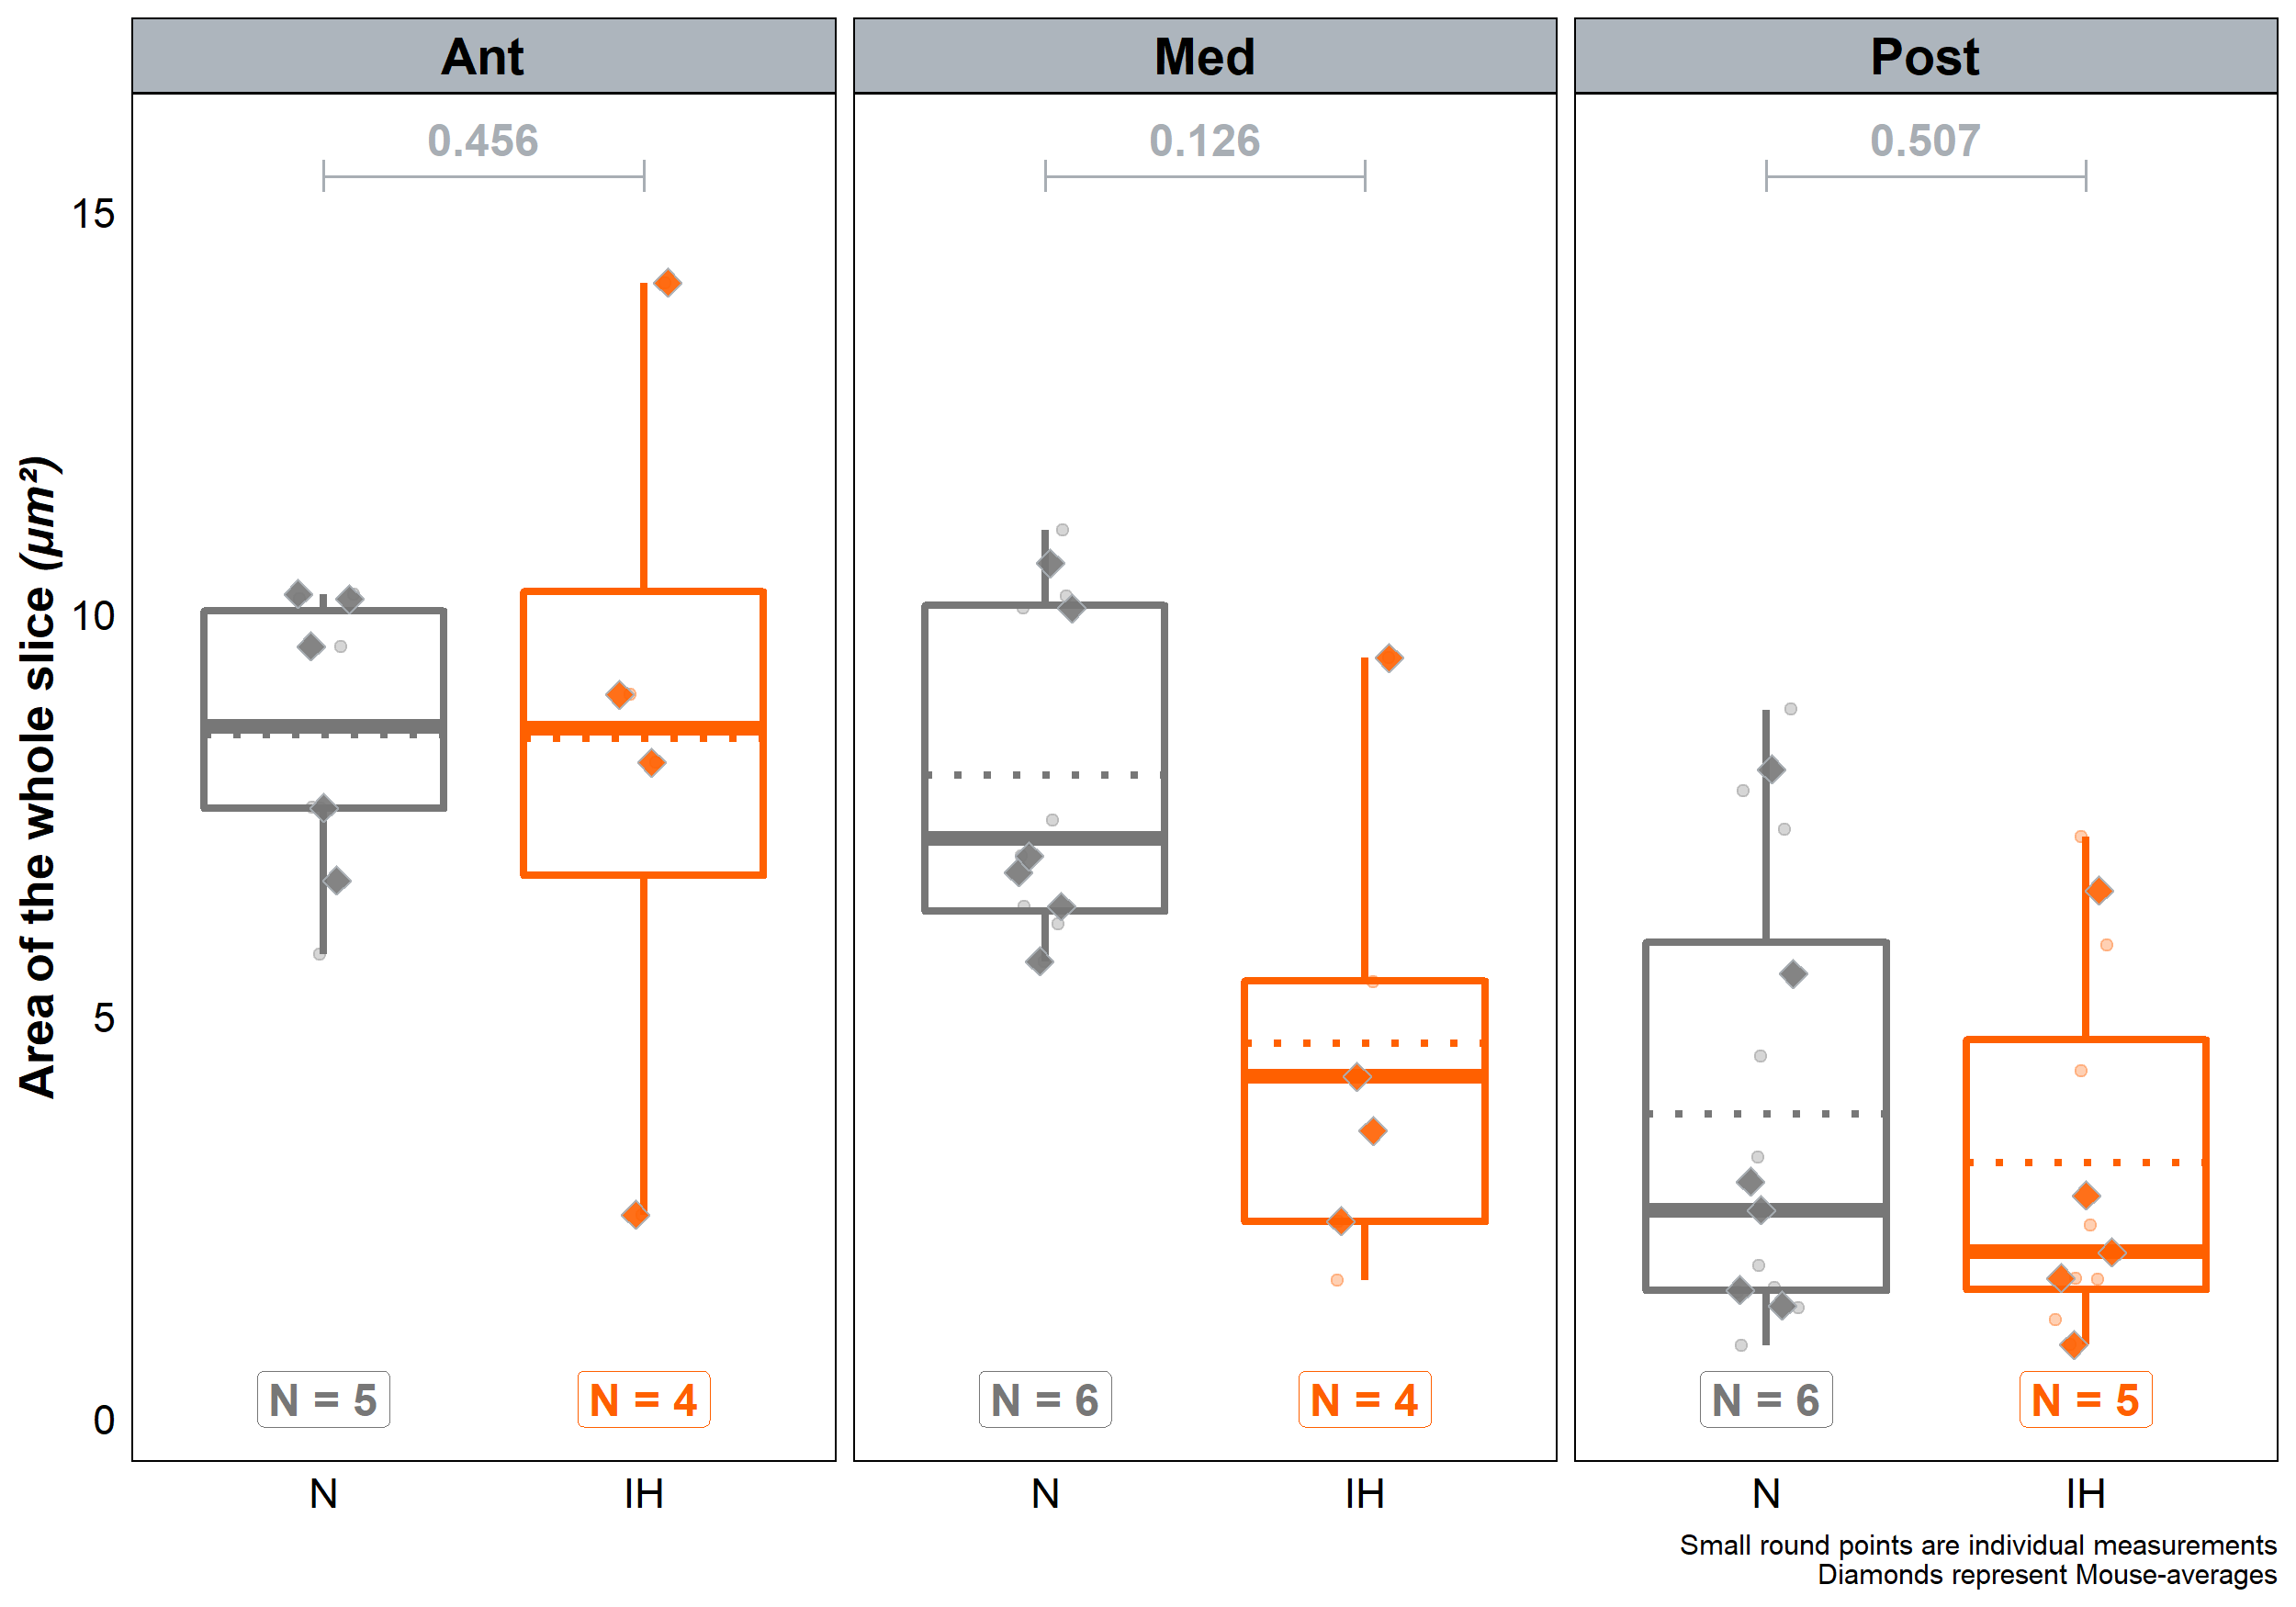 Ant Med Post
0.456 0.126 0.507
Area of the whole slice (µm²)
15
10
5
0
N = 5 N = 4 N = 6 N = 4 N = 6 N = 5
N IH N IH N IH
Small round points are individual measurements
Diamonds represent Mouse-averages